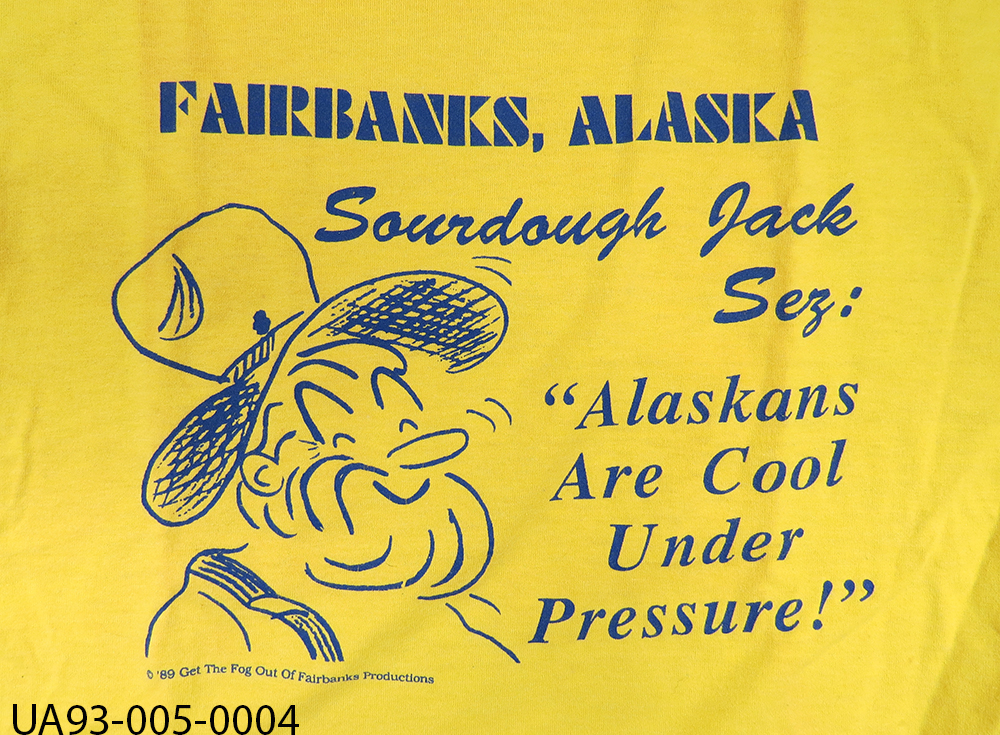 FAIRBANKS, ALASKA
Sourdough Jack
Sez:
“Alaskans
Are Cool
Under
Pressure!”
© '89 Get The Fog Out Of Fairbanks Productions
UA93-005-0004